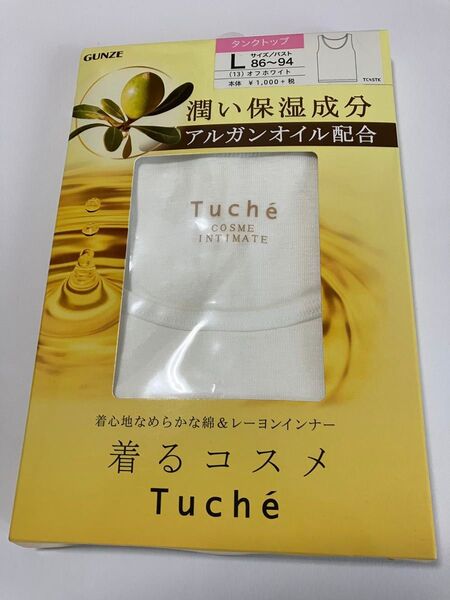 GUNZE
タンクトップ
L サイズ/バスト 86～94
(13) オフホワイト
本体 ¥1,000+税
潤い保湿成分
アルガンオイル配合
Tuché
COSME
INTIMATE
着心地なめらかな綿&レーヨンインナー
着るコスメ
Tuché